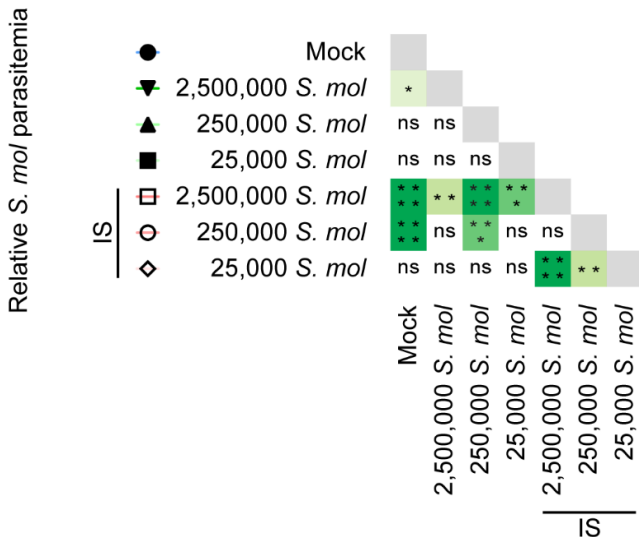 Relative S. mol parasitemia
IS
Mock
2,500,000 S. mol *
250,000 S. mol ns ns
25,000 S. mol ns ns ns
2,500,000 S. mol **** ** **** ***
250,000 S. mol **** ns *** ns ns
25,000 S. mol ns ns ns ns **** **
Mock
2,500,000 S. mol
250,000 S. mol
25,000 S. mol
2,500,000 S. mol
250,000 S. mol
25,000 S. mol
IS